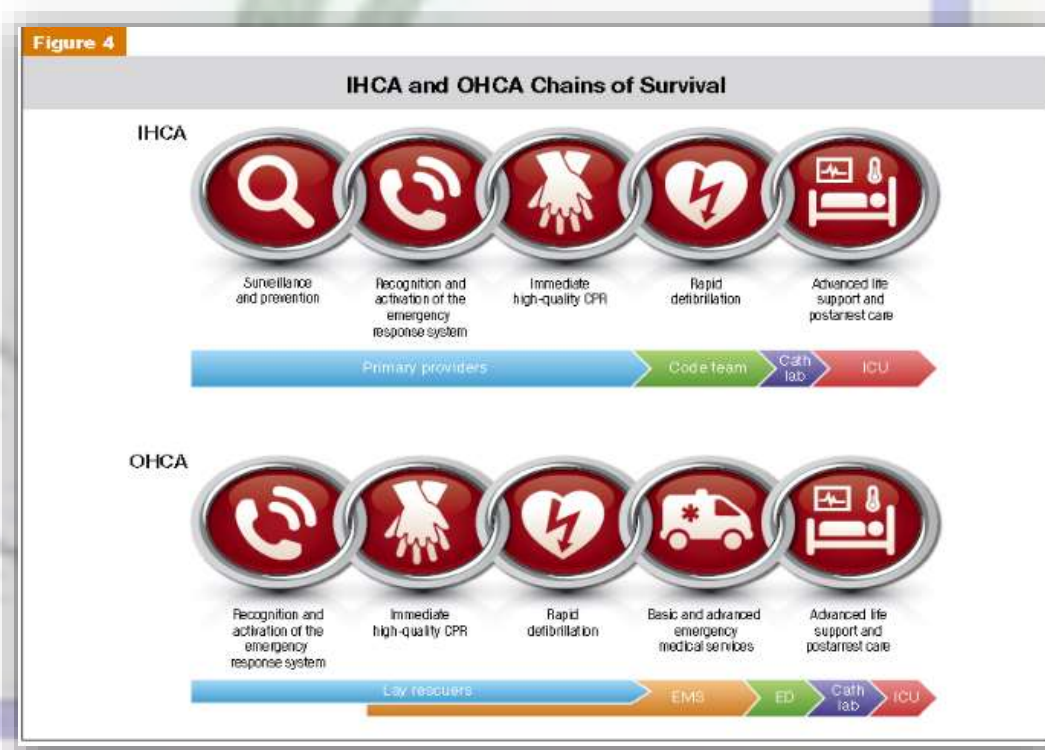 Figure 4
IHCA and OHCA Chains of Survival
IHCA
Surveillance
and prevention
Recognition and
activation of the
emergency
response system
Immediate
high-quality CPR
Rapid
defibrillation
Advanced life
support and
postarrest care
Primary providers
Code team
Cath
lab
ICU
OHCA
Recognition and
activation of the
emergency
response system
Immediate
high-quality CPR
Rapid
defibrillation
Basic and advanced
emergency
medical services
Advanced life
support and
postarrest care
Lay rescuers
EMS
ED
Cath
lab
ICU